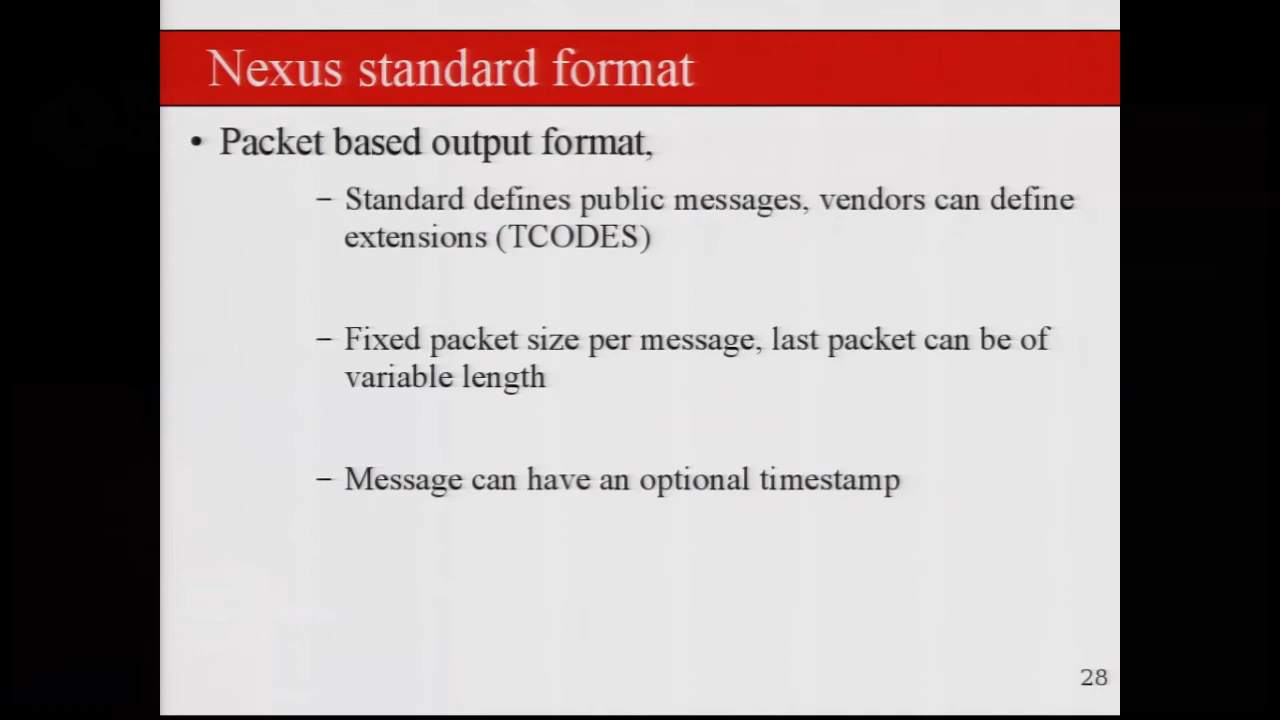 Nexus standard format
• Packet based output format,
– Standard defines public messages, vendors can define
extensions (TCODES)
– Fixed packet size per message, last packet can be of
variable length
– Message can have an optional timestamp
28